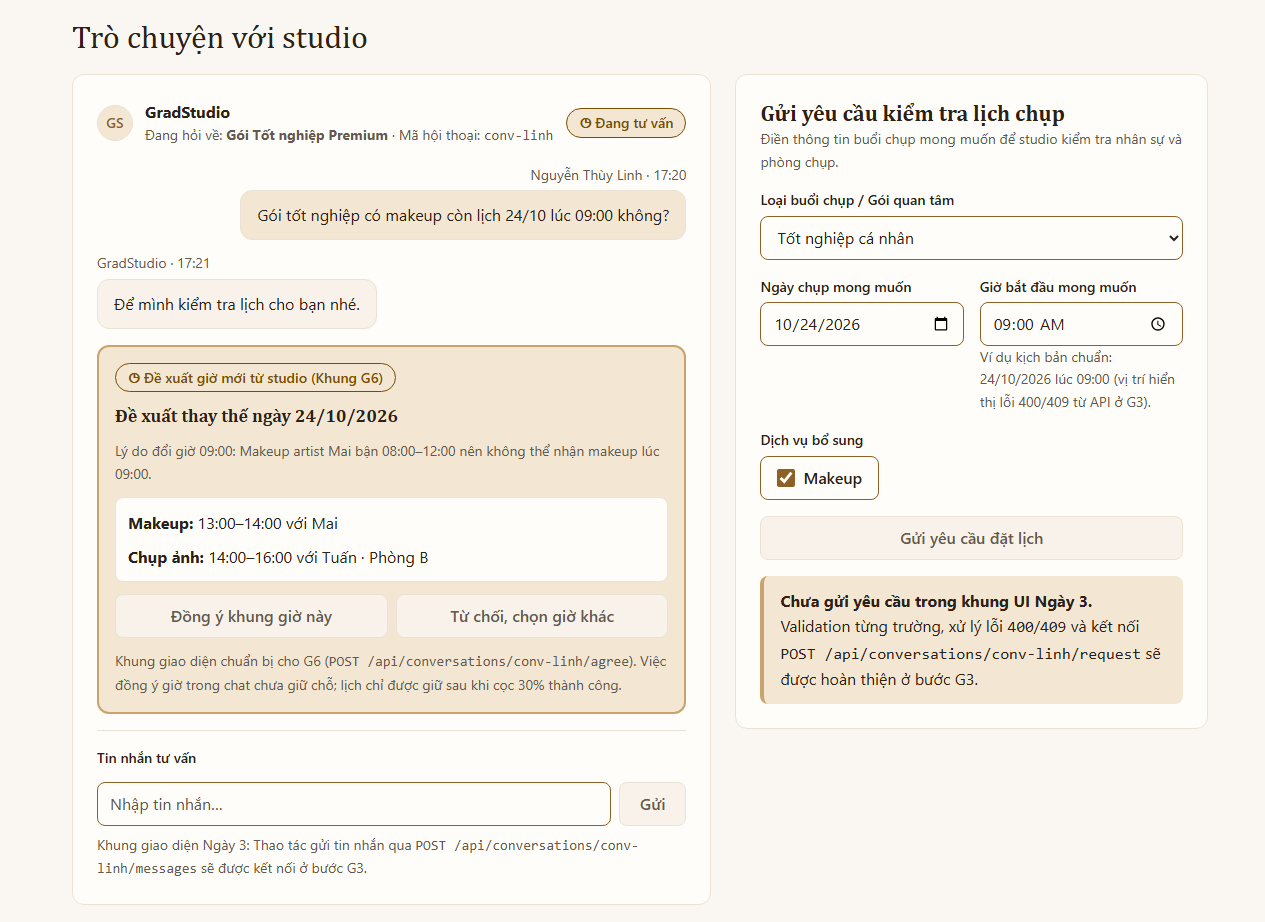 Trò chuyện với studio
GS
GradStudio
Đang hỏi về: Gói Tốt nghiệp Premium · Mã hội thoại: conv-linh
Đang tư vấn
Nguyễn Thùy Linh · 17:20
Gói tốt nghiệp có makeup còn lịch 24/10 lúc 09:00 không?
GradStudio · 17:21
Để mình kiểm tra lịch cho bạn nhé.
Đề xuất giờ mới từ studio (Khung G6)
Đề xuất thay thế ngày 24/10/2026
Lý do đổi giờ 09:00: Makeup artist Mai bận 08:00–12:00 nên không thể nhận makeup lúc
09:00.
Makeup: 13:00–14:00 với Mai
Chụp ảnh: 14:00–16:00 với Tuấn · Phòng B
Đồng ý khung giờ này
Từ chối, chọn giờ khác
Khung giao diện chuẩn bị cho G6 (POST /api/conversations/conv-linh/agree). Việc
đồng ý giờ trong chat chưa giữ chỗ; lịch chỉ được giữ sau khi cọc 30% thành công.
Tin nhắn tư vấn
Nhập tin nhắn...
Gửi
Khung giao diện Ngày 3: Thao tác gửi tin nhắn qua POST /api/conversations/conv-
linh/messages sẽ được kết nối ở bước G3.
Gửi yêu cầu kiểm tra lịch chụp
Điền thông tin buổi chụp mong muốn để studio kiểm tra nhân sự và
phòng chụp.
Loại buổi chụp / Gói quan tâm
Tốt nghiệp cá nhân
Ngày chụp mong muốn
10/24/2026
Giờ bắt đầu mong muốn
09:00 AM
Ví dụ kịch bản chuẩn:
24/10/2026 lúc 09:00 (vị trí hiển
thị lỗi 400/409 từ API ở G3).
Dịch vụ bổ sung
Makeup
Gửi yêu cầu đặt lịch
Chưa gửi yêu cầu trong khung UI Ngày 3.
Validation từng trường, xử lý lỗi 400/409 và kết nối
POST /api/conversations/conv-linh/request sẽ
được hoàn thiện ở bước G3.